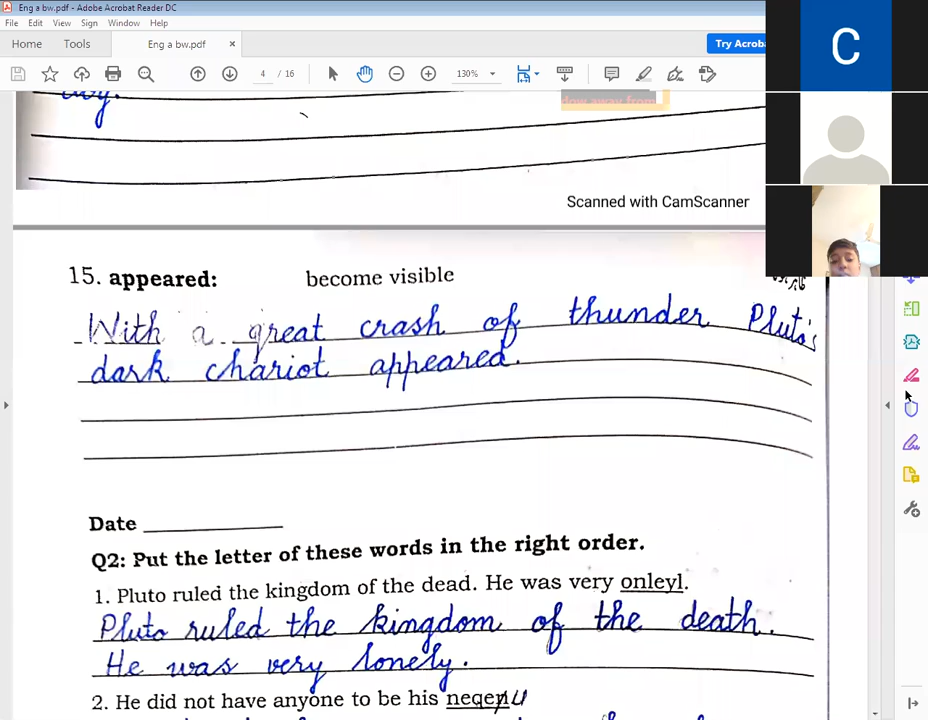 Eng a bw.pdf - Adobe Acrobat Reader DC
File Edit View Sign Window Help
Home Tools Eng a bw.pdf × Try Acroba
4 / 16 130%
C
dow away from
Scanned with CamScanner
15. appeared: become visible
With a great crash of thunder Pluto's
dark chariot appeared.
Date
Q2: Put the letter of these words in the right order.
1. Pluto ruled the kingdom of the dead. He was very onleyl.
Pluto ruled the kingdom of the death.
He was very lonely.
2. He did not have anyone to be his